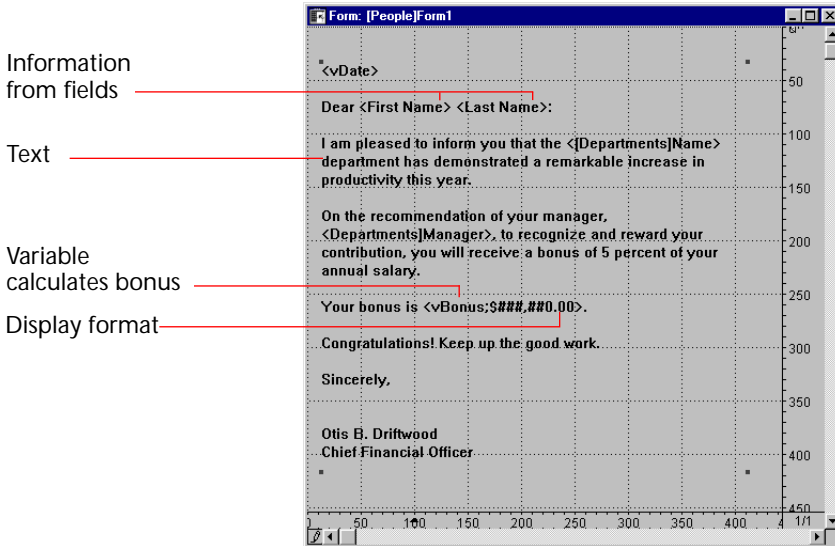 Form: [People]Form1
Information
from fields
Text
Variable
calculates bonus
Display format
<vDate>
Dear <First Name> <Last Name>:
I am pleased to inform you that the <[Departments]Name>
department has demonstrated a remarkable increase in
productivity this year.
On the recommendation of your manager,
<[Departments]Manager>, to recognize and reward your
contribution, you will receive a bonus of 5 percent of your
annual salary.
Your bonus is <vBonus;$###,##0.00>.
Congratulations! Keep up the good work.
Sincerely,
Otis B. Driftwood
Chief Financial Officer
50
100
150
200
250
300
350
400
450
50 100 150 200 250 300 350 400 1/1